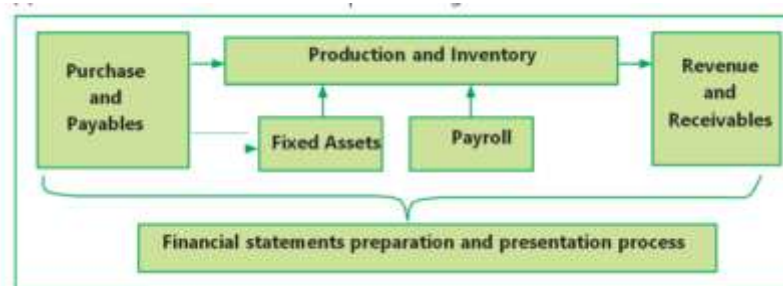 Purchase
and
Payables
Production and Inventory
Revenue
and
Receivables
Fixed Assets
Payroll
Financial statements preparation and presentation process